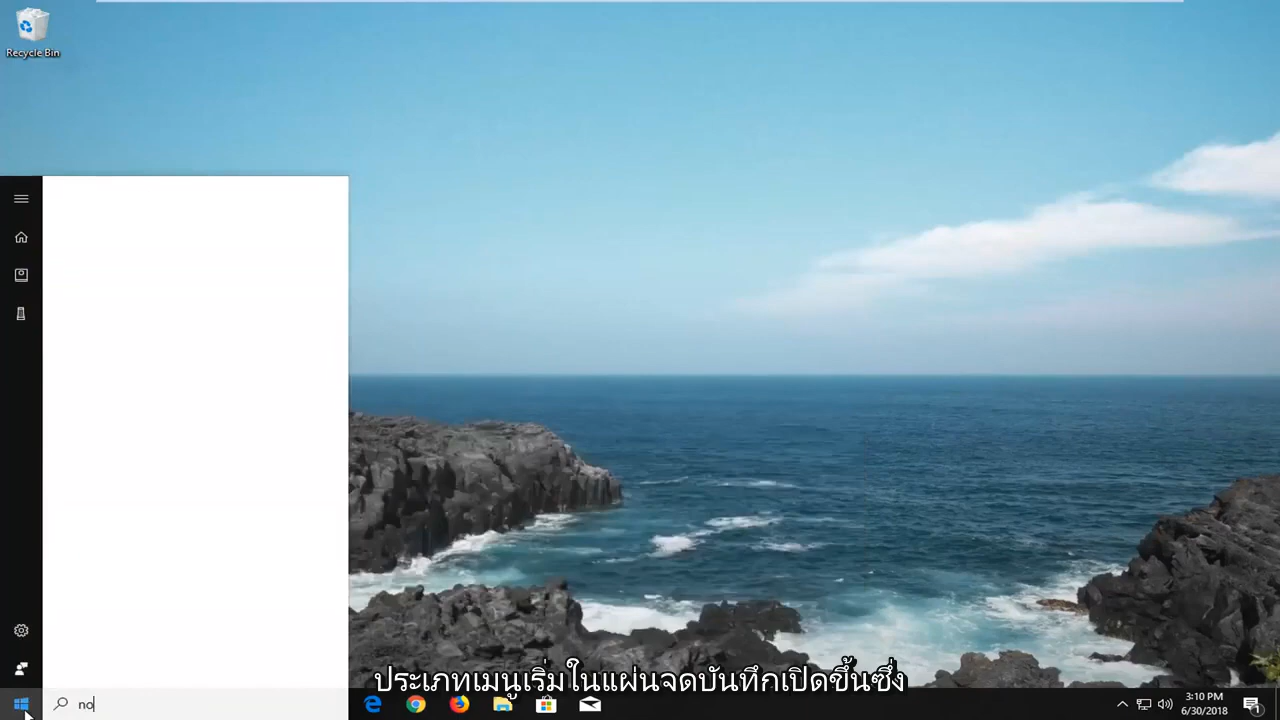 Recycle Bin
ประเภทเมนูเริ่มในแผ่นจดบันทึกเปิดขึ้นซึ่ง
no
3:10 PM
6/30/2018
1